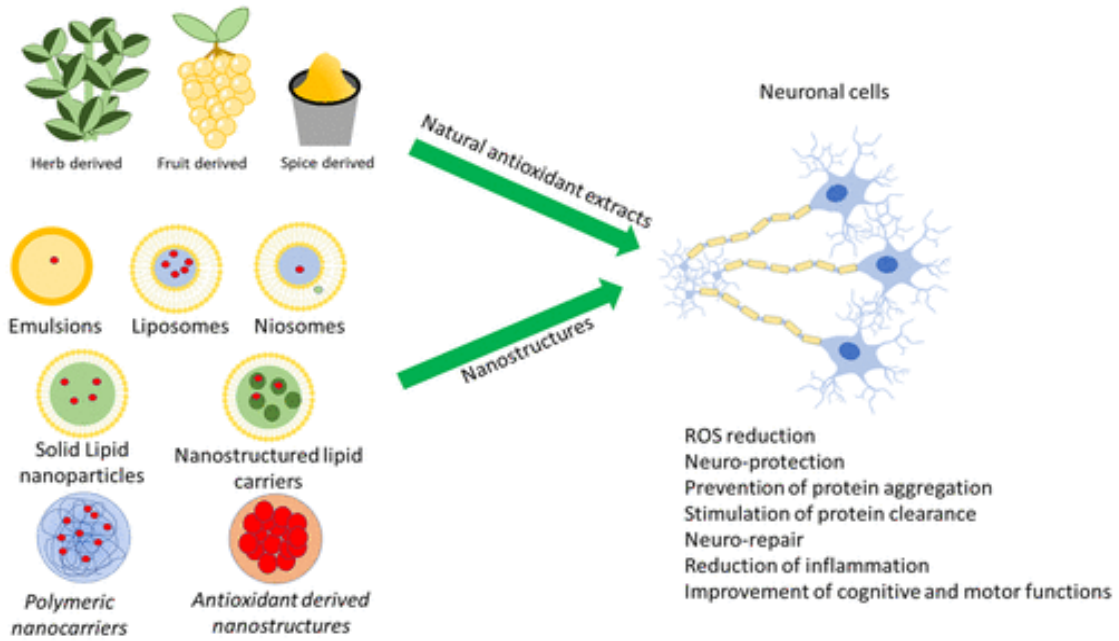 Herb derived
Fruit derived
Spice derived
Natural antioxidant extracts
Neuronal cells
Emulsions
Liposomes
Niosomes
Nanostructures
Solid Lipid
nanoparticles
Nanostructured lipid
carriers
Polymeric
nanocarriers
Antioxidant derived
nanostructures
ROS reduction
Neuro-protection
Prevention of protein aggregation
Stimulation of protein clearance
Neuro-repair
Reduction of inflammation
Improvement of cognitive and motor functions